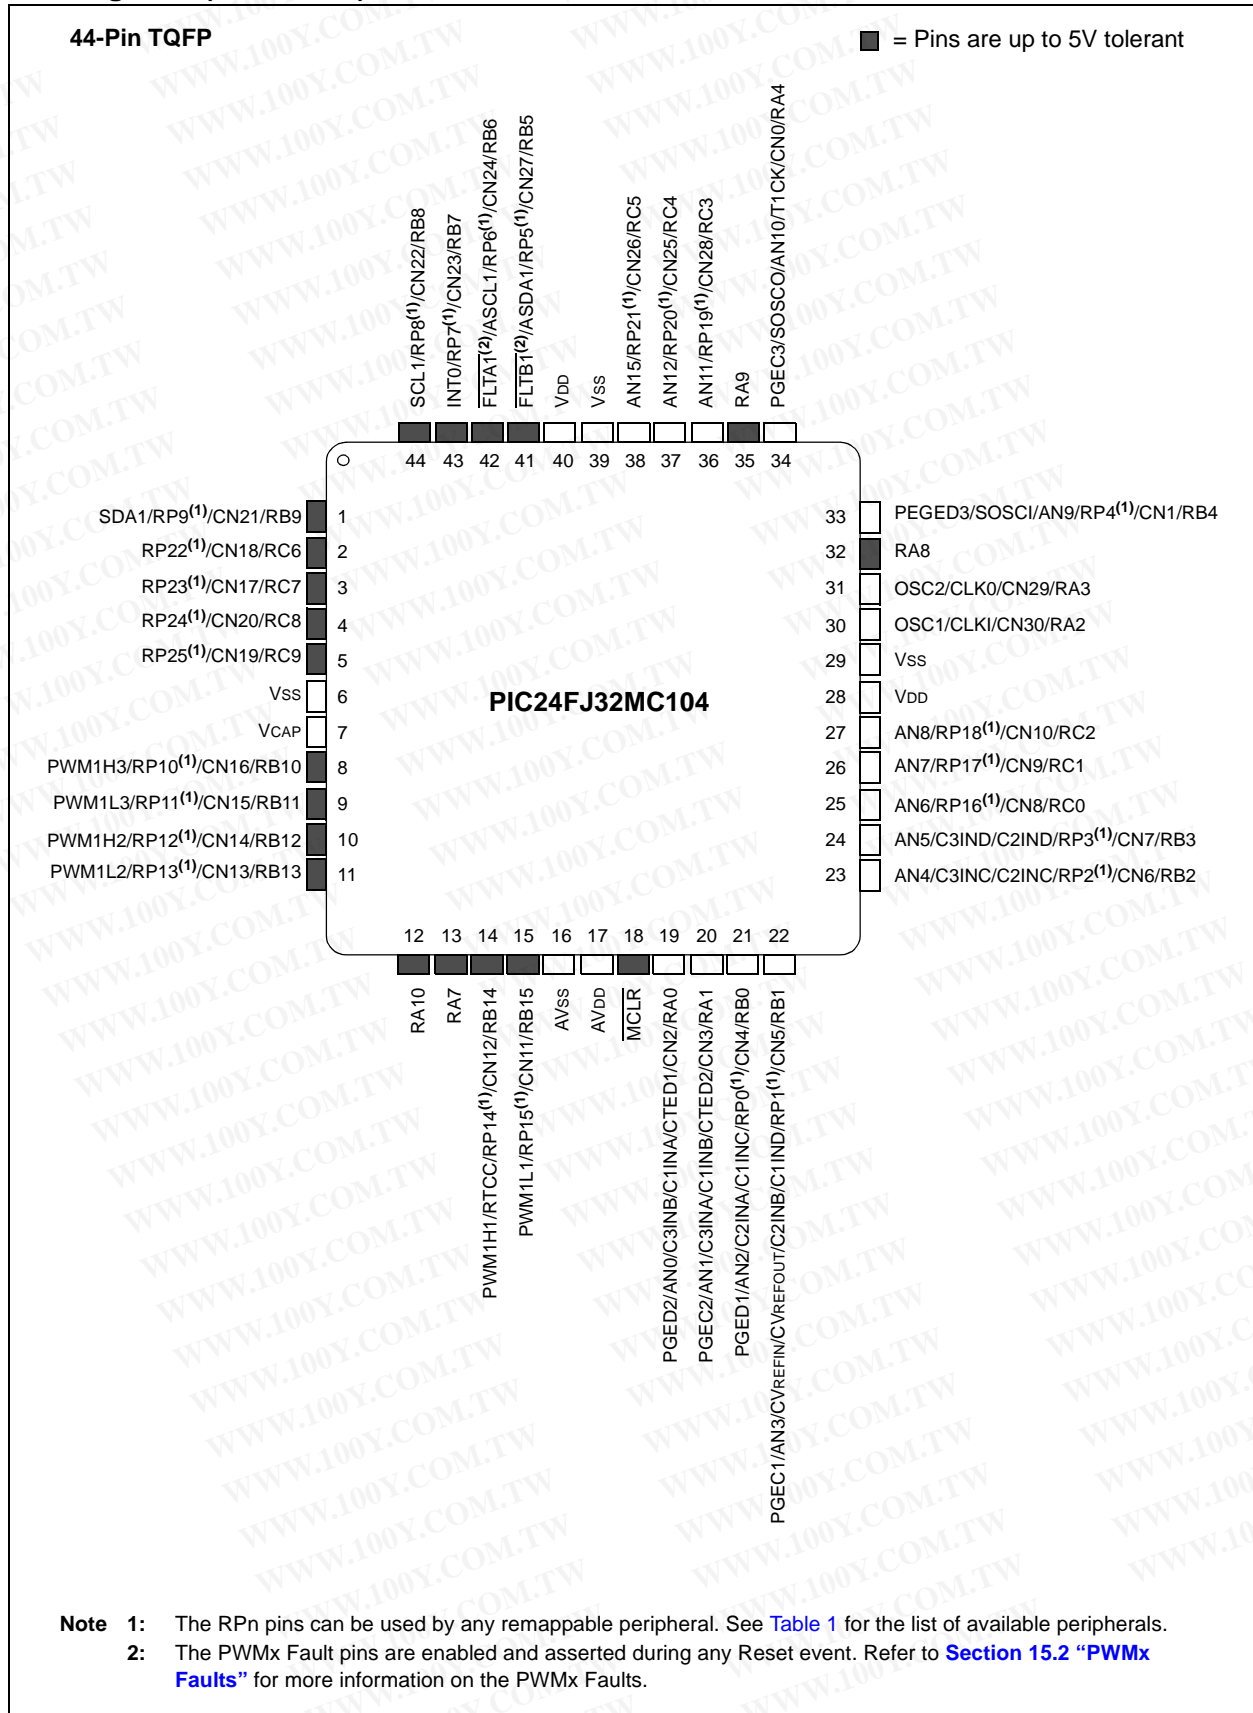 44-Pin TQFP
= Pins are up to 5V tolerant
SCL1/RP8(1)/CN22/RB8
INT0/RP7(1)/CN23/RB7
FLTA1(2)/ASCL1/RP6(1)/CN24/RB6
FLTB1(2)/ASDA1/RP5(1)/CN27/RB5
VDD
VSS
AN15/RP21(1)/CN26/RC5
AN12/RP20(1)/CN25/RC4
AN11/RP19(1)/CN28/RC3
RA9
PGEC3/SOSCO/AN10/T1CK/CN0/RA4
44 43 42 41 40 39 38 37 36 35 34
SDA1/RP9(1)/CN21/RB9 1
RP22(1)/CN18/RC6 2
RP23(1)/CN17/RC7 3
RP24(1)/CN20/RC8 4
RP25(1)/CN19/RC9 5
VSS 6
VCAP 7
PWM1H3/RP10(1)/CN16/RB10 8
PWM1L3/RP11(1)/CN15/RB11 9
PWM1H2/RP12(1)/CN14/RB12 10
PWM1L2/RP13(1)/CN13/RB13 11
PIC24FJ32MC104
33 PEGED3/SOSCI/AN9/RP4(1)/CN1/RB4
32 RA8
31 OSC2/CLK0/CN29/RA3
30 OSC1/CLKI/CN30/RA2
29 VSS
28 VDD
27 AN8/RP18(1)/CN10/RC2
26 AN7/RP17(1)/CN9/RC1
25 AN6/RP16(1)/CN8/RC0
24 AN5/C3IND/C2IND/RP3(1)/CN7/RB3
23 AN4/C3INC/C2INC/RP2(1)/CN6/RB2
12 13 14 15 16 17 18 19 20 21 22
RA10
RA7
PWM1H1/RTCC/RP14(1)/CN12/RB14
PWM1L1/RP15(1)/CN11/RB15
AVSS
AVDD
MCLR
PGED2/AN0/C3INB/C1INA/CTED1/CN2/RA0
PGEC2/AN1/C3INA/C1INB/CTED2/CN3/RA1
PGED1/AN2/C2INA/C1INC/RP0(1)/CN4/RB0
PGEC1/AN3/CVREFIN/CVREFOUT/C2INB/C1IND/RP1(1)/CN5/RB1
Note 1: The RPn pins can be used by any remappable peripheral. See Table 1 for the list of available peripherals.
2: The PWMx Fault pins are enabled and asserted during any Reset event. Refer to Section 15.2 “PWMx
Faults” for more information on the PWMx Faults.
WWW.100Y.COM.TW